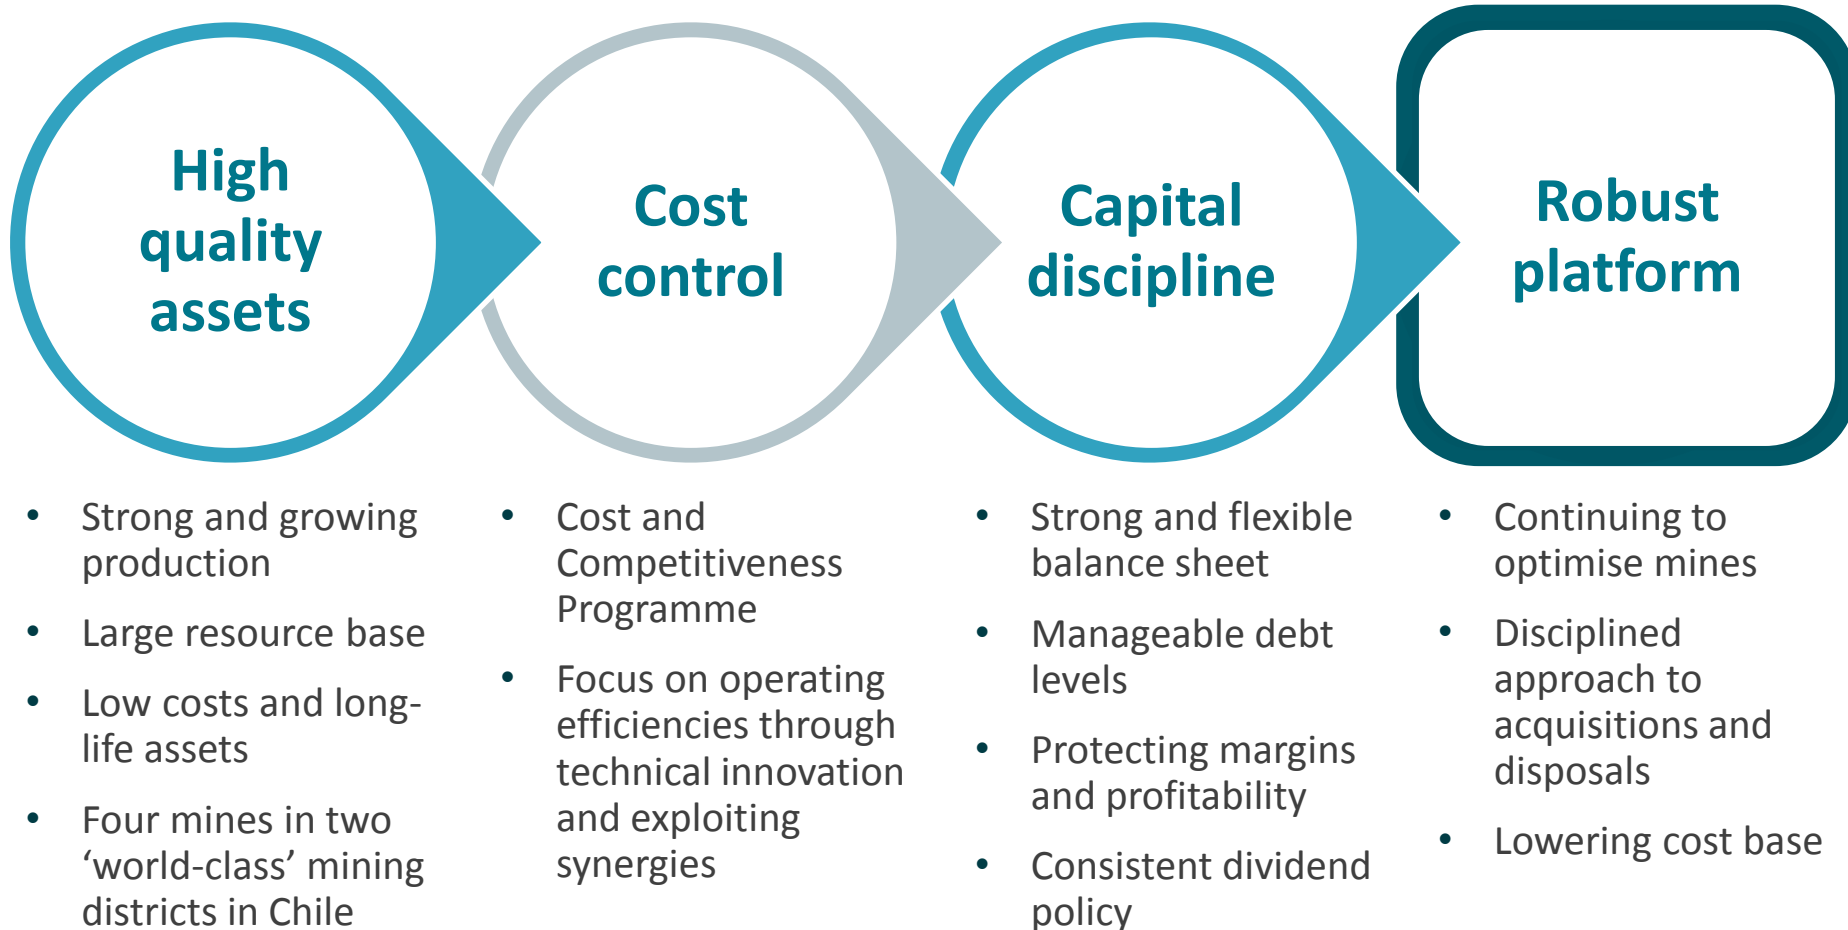 High
quality
assets
Cost
control
Capital
discipline
Robust
platform
• Strong and growing
production
• Large resource base
• Low costs and long-
life assets
• Four mines in two
‘world-class’ mining
districts in Chile
• Cost and
Competitiveness
Programme
• Focus on operating
efficiencies through
technical innovation
and exploiting
synergies
• Strong and flexible
balance sheet
• Manageable debt
levels
• Protecting margins
and profitability
• Consistent dividend
policy
• Continuing to
optimise mines
• Disciplined
approach to
acquisitions and
disposals
• Lowering cost base